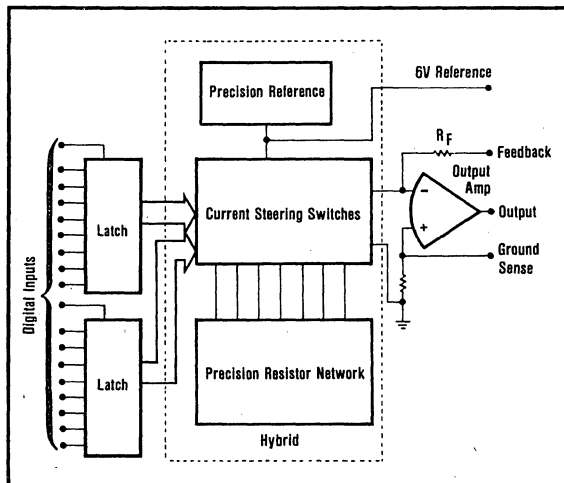 6V Reference
Precision Reference
R_F
Feedback
Output
Amp
−
Latch
Current Steering Switches
+
Output
Ground
Sense
Digital Inputs
Latch
Precision Resistor Network
Hybrid